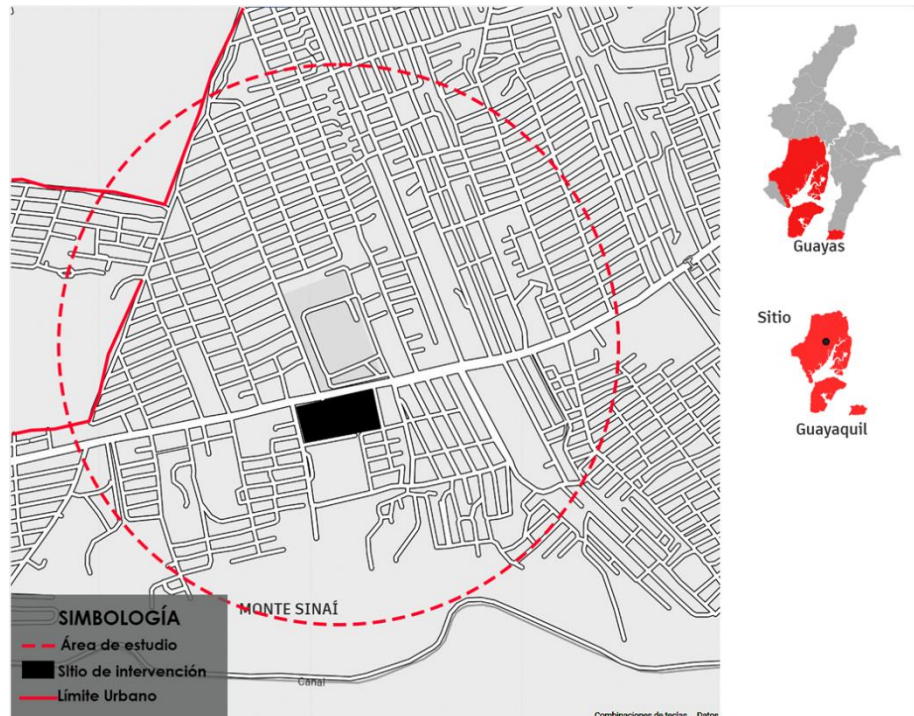 Guayas
Sitio
Guayaquil
MONTE SINAÍ
Canal
SIMBOLOGÍA
Área de estudio
Sitio de intervención
Límite Urbano
Combinaciones de teclas Datos